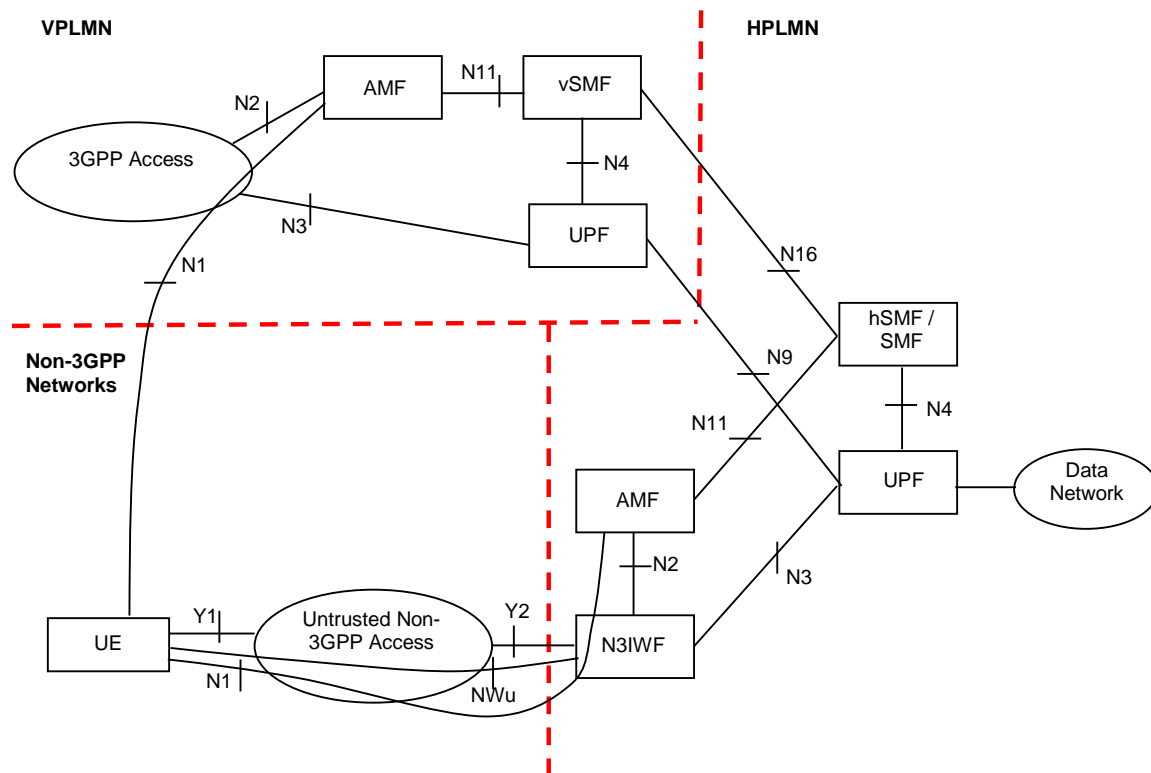 VPLMN
HPLMN
N11
AMF
vSMF
N2
3GPP Access
N4
N3
UPF
N1
N16
hSMF /
SMF
Non-3GPP
Networks
N9
N4
N11
UPF
Data
Network
AMF
N2
N3
Y1
Untrusted Non-
3GPP Access
Y2
UE
N3IWF
N1
NWu